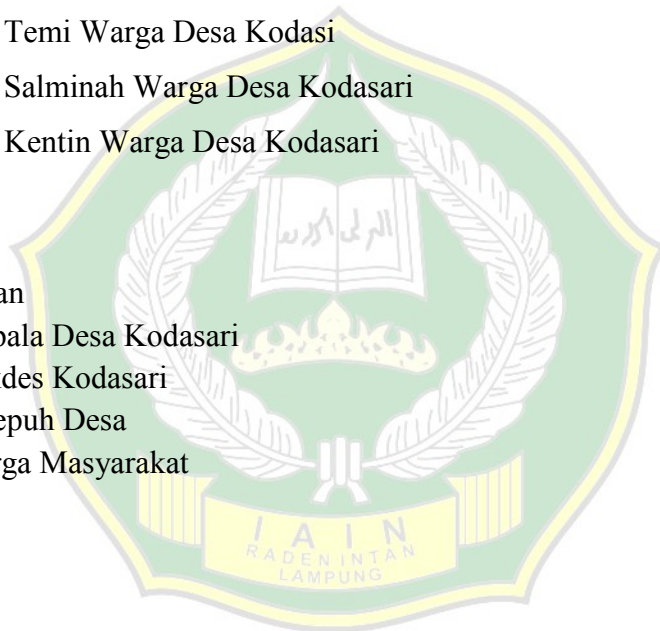 Temi Warga Desa Kodasi
Salminah Warga Desa Kodasari
Kentin Warga Desa Kodasari
an
pala Desa Kodasari
kdes Kodasari
epuh Desa
rga Masyarakat
I A I N
RADEN INTAN
LAMPUNG